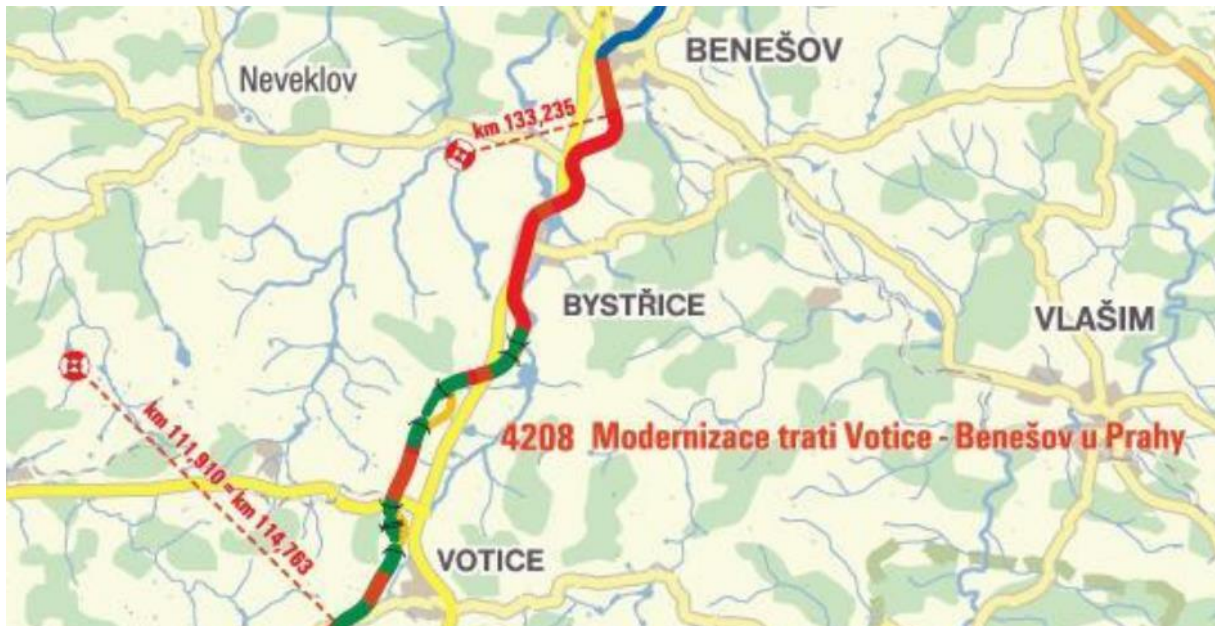 BENEŠOV
Neveklov
km 133,235
BYSTŘICE
VLAŠIM
km 111,910 = km 114,763
4208 Modernizace trati Votice - Benešov u Prahy
VOTICE